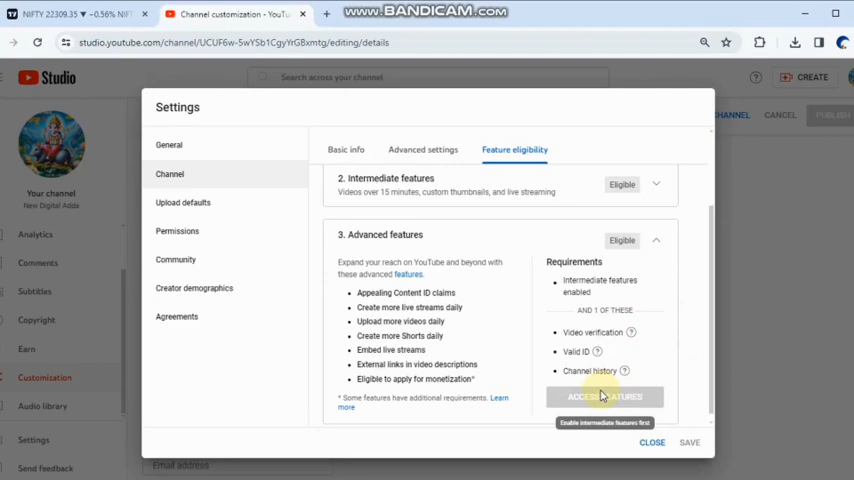 www.BANDICAM.com
NIFTY 22309.35 ▼ −0.56% NIFT
Channel customization - YouTu
studio.youtube.com/channel/UCUF6w-5wYSb1CgyYrGBxmtg/editing/details
Studio
Search across your channel
CREATE
CHANNEL
CANCEL
PUBLISH
Your channel
New Digital Adda
Analytics
Comments
Subtitles
Copyright
Earn
Customization
Audio library
Settings
Send feedback
Settings
General
Channel
Upload defaults
Permissions
Community
Creator demographics
Agreements
Basic info
Advanced settings
Feature eligibility
2. Intermediate features
Videos over 15 minutes, custom thumbnails, and live streaming
Eligible
3. Advanced features
Eligible
Expand your reach on YouTube and beyond with
these advanced features.
• Appealing Content ID claims
• Create more live streams daily
• Upload more videos daily
• Create more Shorts daily
• Embed live streams
• External links in video descriptions
• Eligible to apply for monetization*
* Some features have additional requirements. Learn
more
Requirements
• Intermediate features
enabled
AND 1 OF THESE
• Video verification
• Valid ID
• Channel history
ACCESS FEATURES
Enable intermediate features first
CLOSE
SAVE
Email address